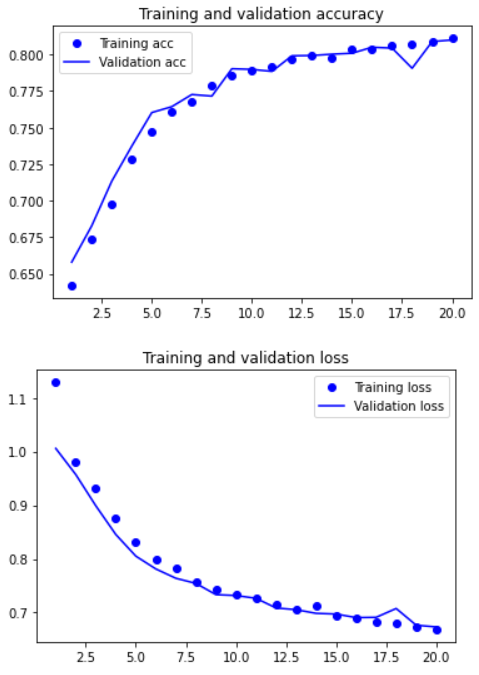 Training and validation accuracy
Training acc
Validation acc
0.800
0.775
0.750
0.725
0.700
0.675
0.650
2.5 5.0 7.5 10.0 12.5 15.0 17.5 20.0
Training and validation loss
Training loss
Validation loss
1.1
1.0
0.9
0.8
0.7
2.5 5.0 7.5 10.0 12.5 15.0 17.5 20.0